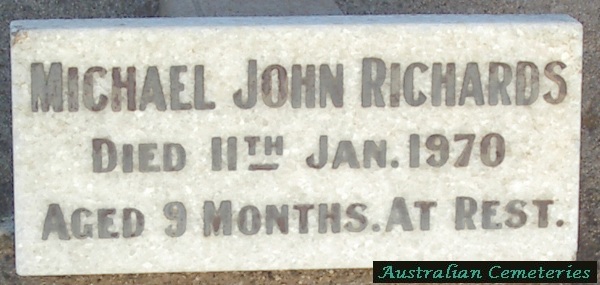 MICHAEL JOHN RICHARDS
DIED 11TH JAN. 1970
AGED 9 MONTHS. AT REST.
Australian Cemeteries